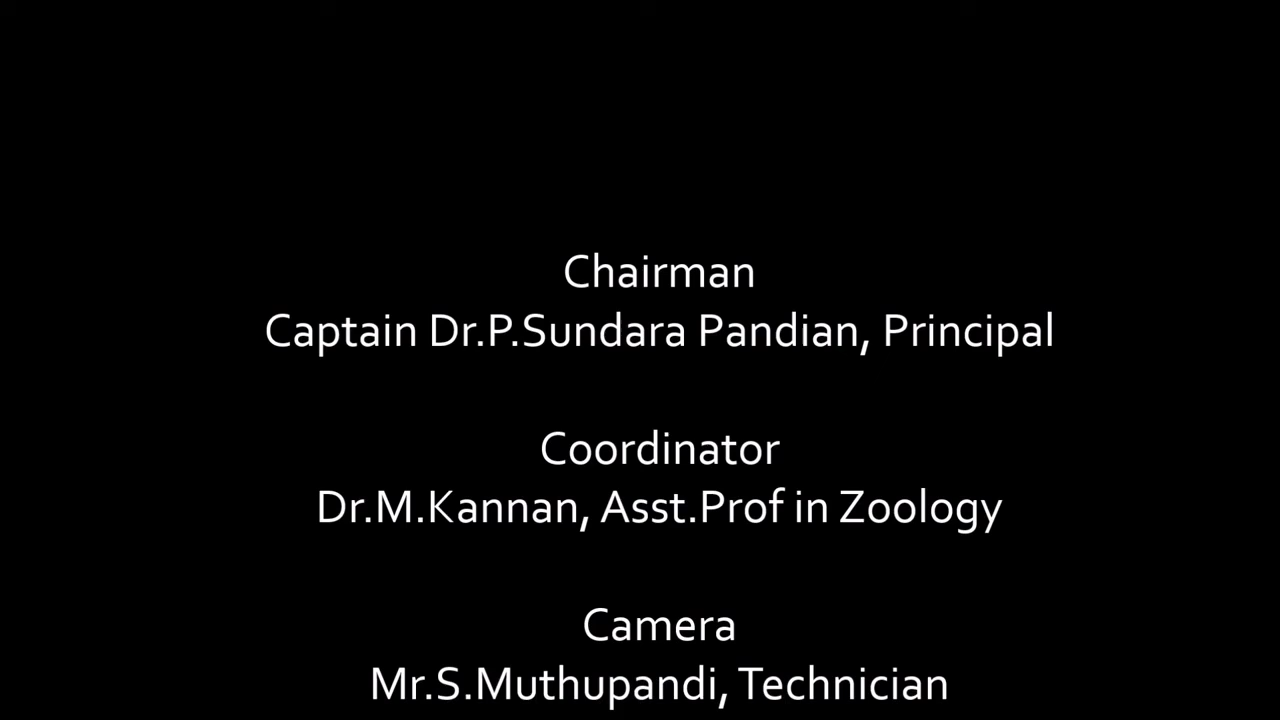 Chairman
Captain Dr.P.Sundara Pandian, Principal
Coordinator
Dr.M.Kannan, Asst.Prof in Zoology
Camera
Mr.S.Muthupandi, Technician